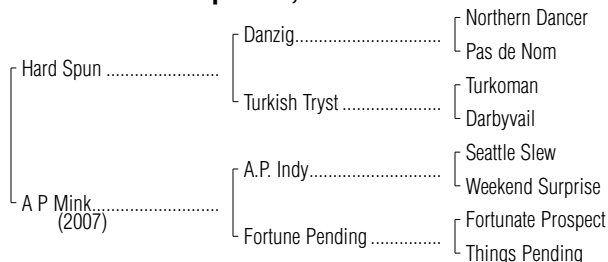 Northern Dancer
Danzig
Pas de Nom
Hard Spun
Turkoman
Turkish Tryst
Darbyvail
Seattle Slew
A.P. Indy
Weekend Surprise
A P Mink
(2007)
Fortunate Prospect
Fortune Pending
Things Pending